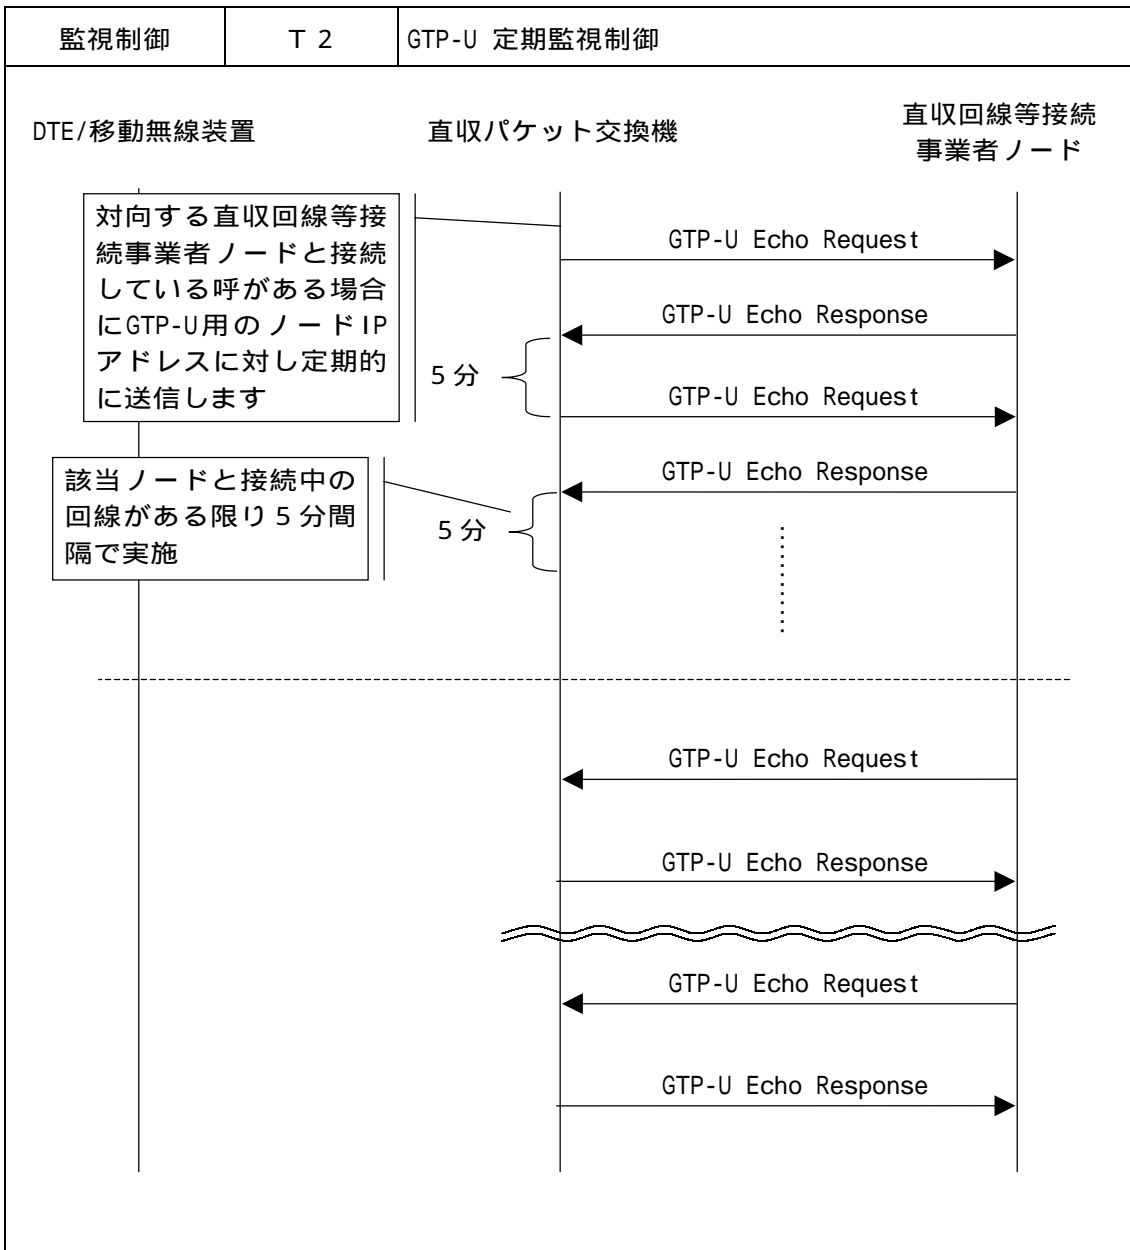 監視制御
T2
GTP-U 定期監視制御
DTE/移動無線装置
直収パケット交換機
直収回線等接続
事業者ノード
対向する直収回線等接
続事業者ノードと接続
している呼がある場合
にGTP-U用のノードIP
アドレスに対し定期的
に送信します
GTP-U Echo Request
GTP-U Echo Response
5分
GTP-U Echo Request
該当ノードと接続中の
回線がある限り5分間
隔で実施
GTP-U Echo Response
5分
GTP-U Echo Request
GTP-U Echo Response
GTP-U Echo Request
GTP-U Echo Response